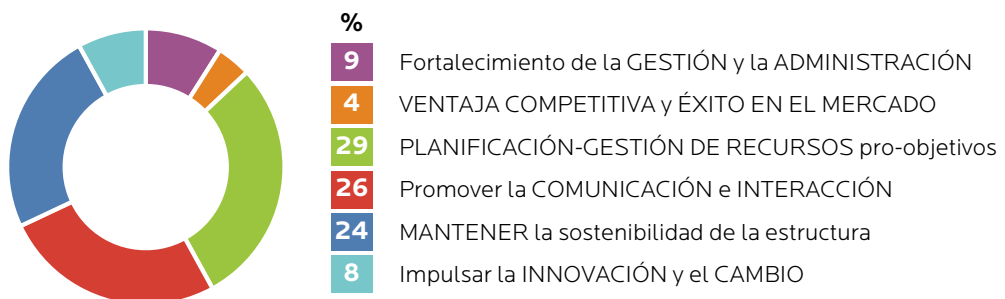 %
9 Fortalecimiento de la GESTIÓN y la ADMINISTRACIÓN
4 VENTAJA COMPETITIVA y ÉXITO EN EL MERCADO
29 PLANIFICACIÓN-GESTIÓN DE RECURSOS pro-objetivos
26 Promover la COMUNICACIÓN e INTERACCIÓN
24 MANTENER la sostenibilidad de la estructura
8 Impulsar la INNOVACIÓN y el CAMBIO